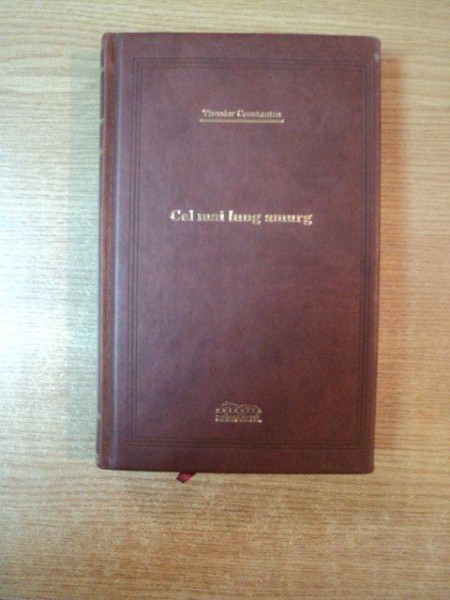 Theodor Constantin
Cel mai lung amurg